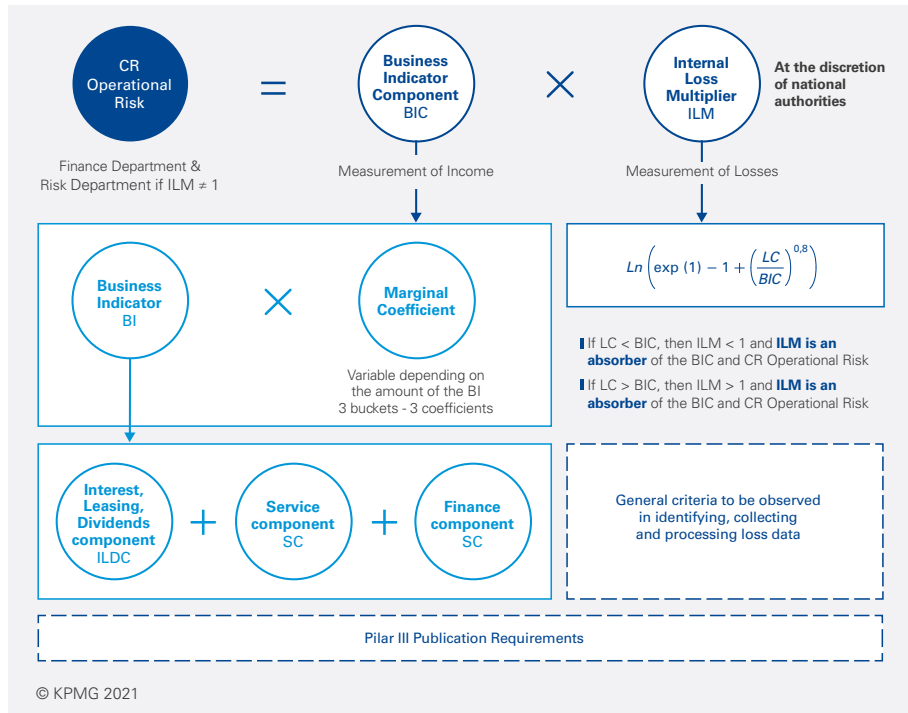 CR
Operational
Risk
=
Business
Indicator
Component
BIC
×
Internal
Loss
Multiplier
ILM
At the discretion
of national
authorities
Finance Department &
Risk Department if ILM ≠ 1
Measurement of Income
Measurement of Losses
Business
Indicator
BI
×
Marginal
Coefficient
Variable depending on
the amount of the BI
3 buckets - 3 coefficients
Ln(exp (1) − 1 + (LC/BIC)^0,8)
If LC < BIC, then ILM < 1 and ILM is an
absorber of the BIC and CR Operational Risk
If LC > BIC, then ILM > 1 and ILM is an
absorber of the BIC and CR Operational Risk
Interest,
Leasing,
Dividends
component
ILDC
+
Service
component
SC
+
Finance
component
SC
General criteria to be observed
in identifying, collecting
and processing loss data
Pilar III Publication Requirements
© KPMG 2021